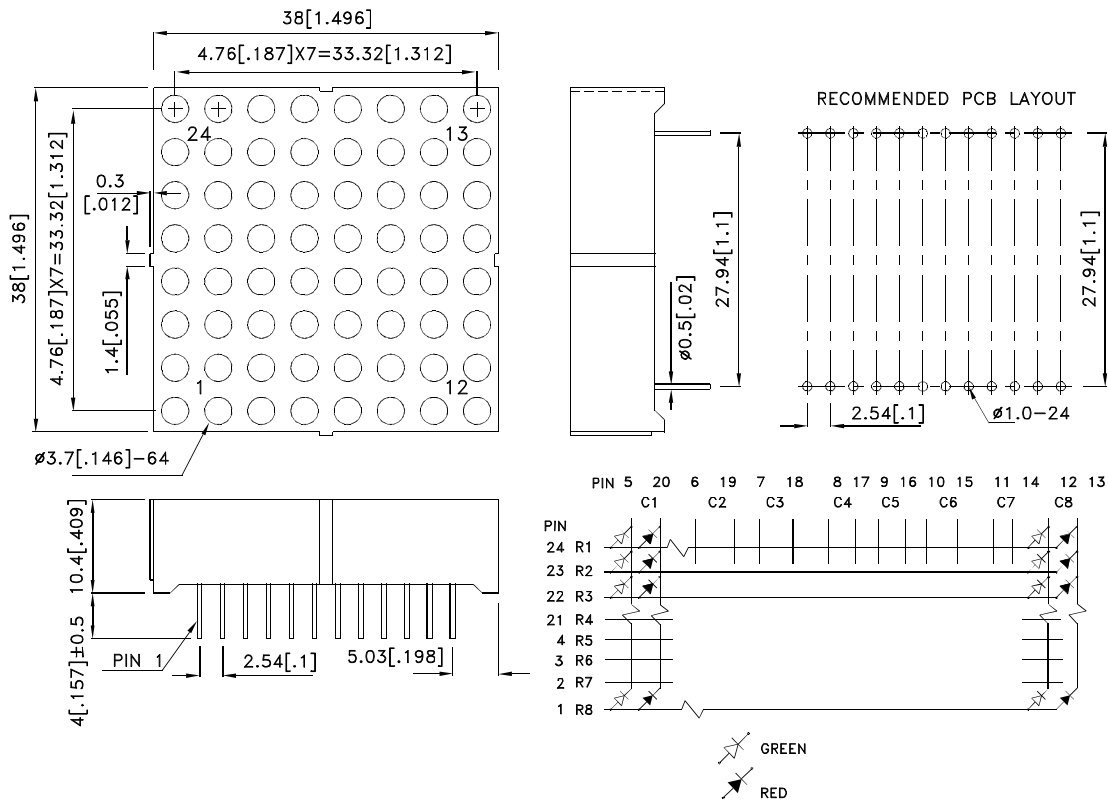 38[1.496]
4.76[.187]X7=33.32[1.312]
24
13
0.3
[.012]
38[1.496]
4.76[.187]X7=33.32[1.312]
1.4[.055]
1
12
ø3.7[.146]-64
ø0.5[.02]
27.94[1.1]
RECOMMENDED PCB LAYOUT
27.94[1.1]
2.54[.1]
ø1.0-24
10.4[.409]
4[.157]±0.5
PIN 1
2.54[.1]
5.03[.198]
PIN 5 20 6 19 7 18 8 17 9 16 10 15 11 14 12 13
C1 C2 C3 C4 C5 C6 C7 C8
PIN
24 R1
23 R2
22 R3
21 R4
4 R5
3 R6
2 R7
1 R8
GREEN
RED